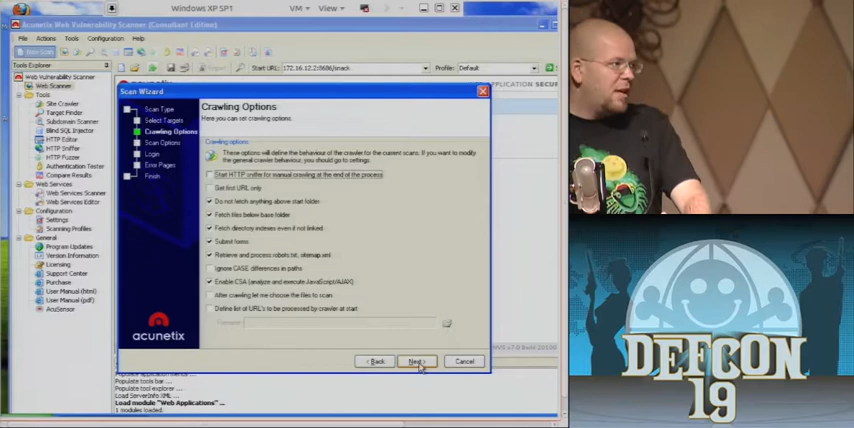 Windows XP SP1
VM
View
Acunetix Web Vulnerability Scanner (Consultant Edition)
File Actions Tools Configuration Help
New Scan
Tools Explorer
Start URL: 172.16.12.2:8686/snack
Profile: Default
Web Vulnerability Scanner
Web Scanner
Tools
Site Crawler
Target Finder
Subdomain Scanner
Blind SQL Injector
HTTP Editor
HTTP Sniffer
HTTP Fuzzer
Authentication Tester
Compare Results
Web Services
Web Services Scanner
Web Services Editor
Configuration
Settings
Scanning Profiles
General
Program Updates
Version Information
Licensing
Support Center
Purchase
User Manual (html)
User Manual (pdf)
AcuSensor
APPLICATION SECUR
Scan Wizard
Scan Type
Select Targets
Crawling Options
Scan Options
Login
Error Pages
Finish
acunetix
Crawling Options
Here you can set crawling options.
Crawling options
These options will define the behaviour of the crawler for the current scans. If you want to modify
the general crawler behaviour, you should go to settings.
Start HTTP sniffer for manual crawling at the end of the process
Get first URL only
Do not fetch anything above start folder
Fetch files below base folder
Fetch directory indexes even if not linked
Submit forms
Retrieve and process robots.txt, sitemap.xml
Ignore CASE differences in paths
Enable CSA (analyze and execute JavaScript/AJAX)
After crawling let me choose the files to scan
Define list of URL's to be processed by crawler at start
Filename
< Back
Next >
Cancel
Populate tools bar ...
Populate tool explorer ...
Load ServerInfo XML ...
Load module "Web Applications" ...
1 modules loaded.
DEFCON
19